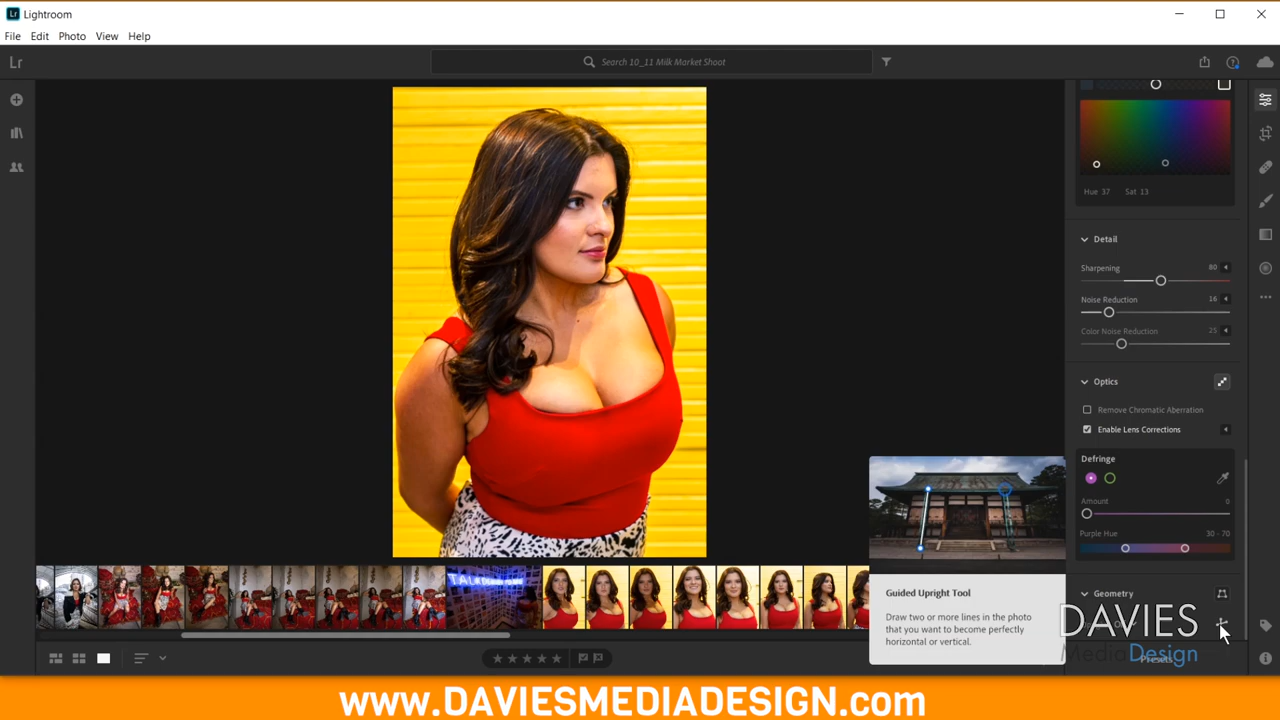 Lr Lightroom
File Edit Photo View Help
Lr
Search 10_11 Milk Market Shoot
Hue 37 Sat 13
Detail
Sharpening 80
Noise Reduction 16
Color Noise Reduction 25
Optics
Remove Chromatic Aberration
Enable Lens Corrections
Defringe
Amount 0
Purple Hue 30 - 70
Geometry
Guided Upright Tool
Draw two or more lines in the photo
that you want to become perfectly
horizontal or vertical.
DAVIES
MediaDesign
Presets
www.DAVIESMEDIADESIGN.com